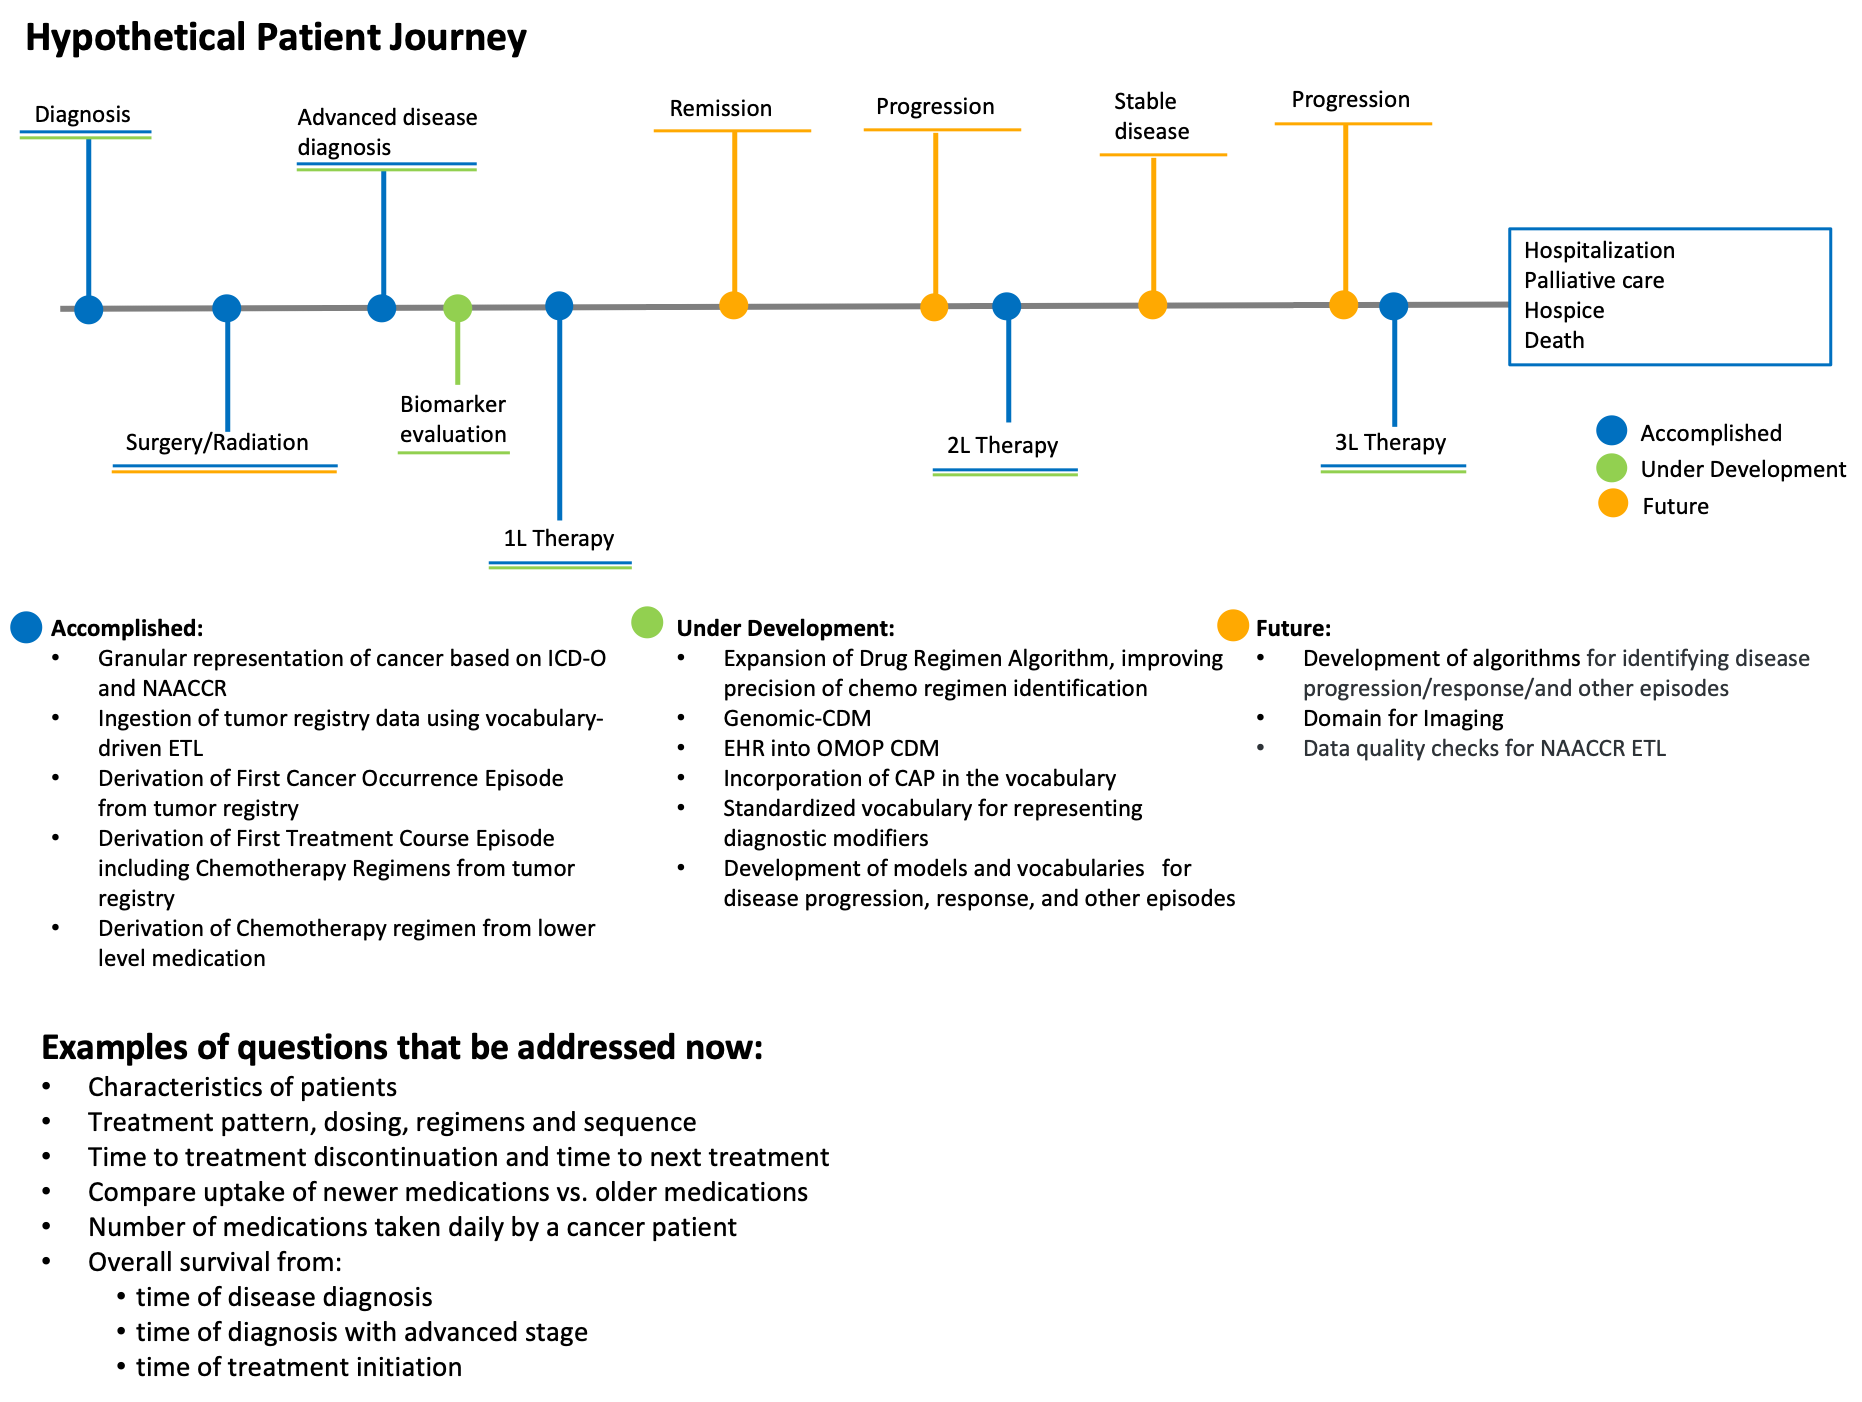 Hypothetical Patient Journey
Diagnosis
Advanced disease
diagnosis
Remission
Progression
Stable
disease
Progression
Hospitalization
Palliative care
Hospice
Death
Surgery/Radiation
Biomarker
evaluation
1L Therapy
2L Therapy
3L Therapy
Accomplished
Under Development
Future
Accomplished:
• Granular representation of cancer based on ICD-O
and NAACCR
• Ingestion of tumor registry data using vocabulary-
driven ETL
• Derivation of First Cancer Occurrence Episode
from tumor registry
• Derivation of First Treatment Course Episode
including Chemotherapy Regimens from tumor
registry
• Derivation of Chemotherapy regimen from lower
level medication
Under Development:
• Expansion of Drug Regimen Algorithm, improving
precision of chemo regimen identification
• Genomic-CDM
• EHR into OMOP CDM
• Incorporation of CAP in the vocabulary
• Standardized vocabulary for representing
diagnostic modifiers
• Development of models and vocabularies for
disease progression, response, and other episodes
Future:
• Development of algorithms for identifying disease
progression/response/and other episodes
• Domain for Imaging
• Data quality checks for NAACCR ETL
Examples of questions that be addressed now:
• Characteristics of patients
• Treatment pattern, dosing, regimens and sequence
• Time to treatment discontinuation and time to next treatment
• Compare uptake of newer medications vs. older medications
• Number of medications taken daily by a cancer patient
• Overall survival from:
• time of disease diagnosis
• time of diagnosis with advanced stage
• time of treatment initiation